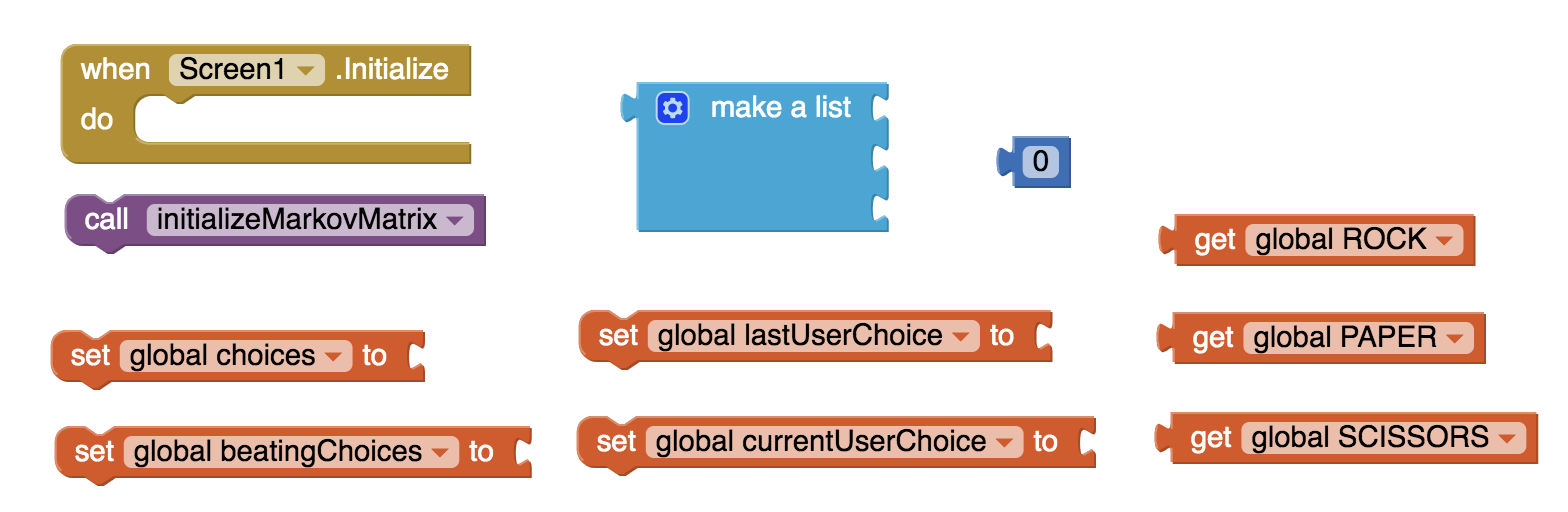 when Screen1 .Initialize
do
call initializeMarkovMatrix
set global choices to
set global beatingChoices to
make a list
0
set global lastUserChoice to
set global currentUserChoice to
get global ROCK
get global PAPER
get global SCISSORS